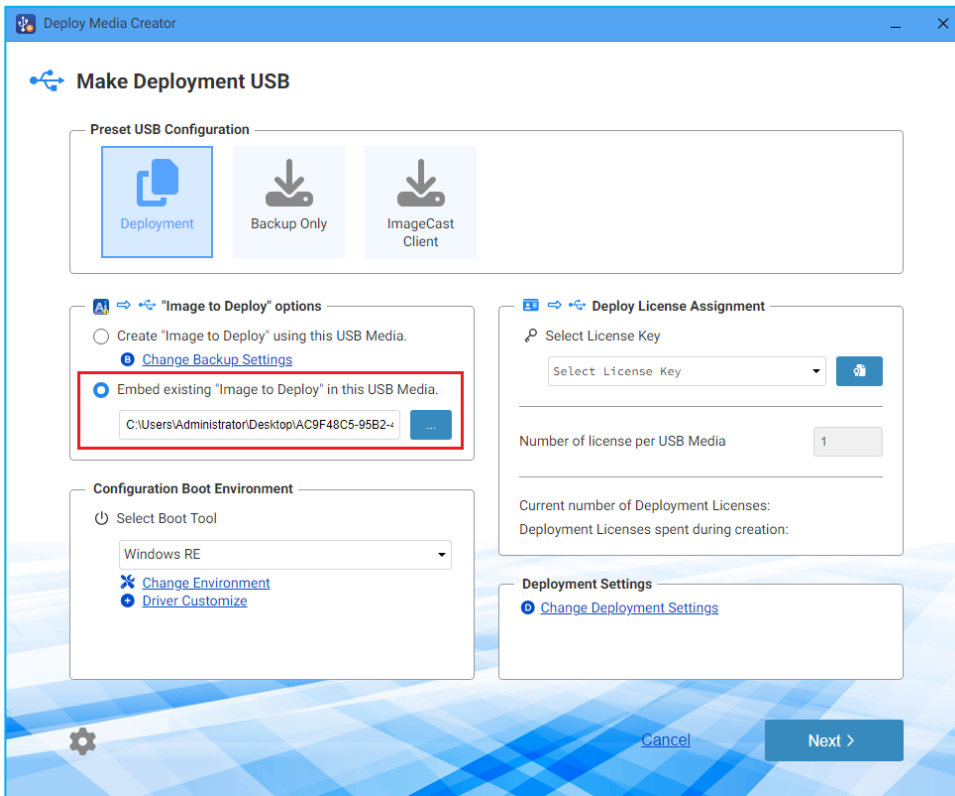 Deploy Media Creator
Make Deployment USB
Preset USB Configuration
Deployment
Backup Only
ImageCast
Client
Ai
"Image to Deploy" options
Create "Image to Deploy" using this USB Media.
B Change Backup Settings
Embed existing "Image to Deploy" in this USB Media.
C:\Users\Administrator\Desktop\AC9F48C5-95B2-
...
Configuration Boot Environment
Select Boot Tool
Windows RE
Change Environment
Driver Customize
Deploy License Assignment
Select License Key
Select License Key
Number of license per USB Media
1
Current number of Deployment Licenses:
Deployment Licenses spent during creation:
Deployment Settings
D Change Deployment Settings
Cancel
Next >